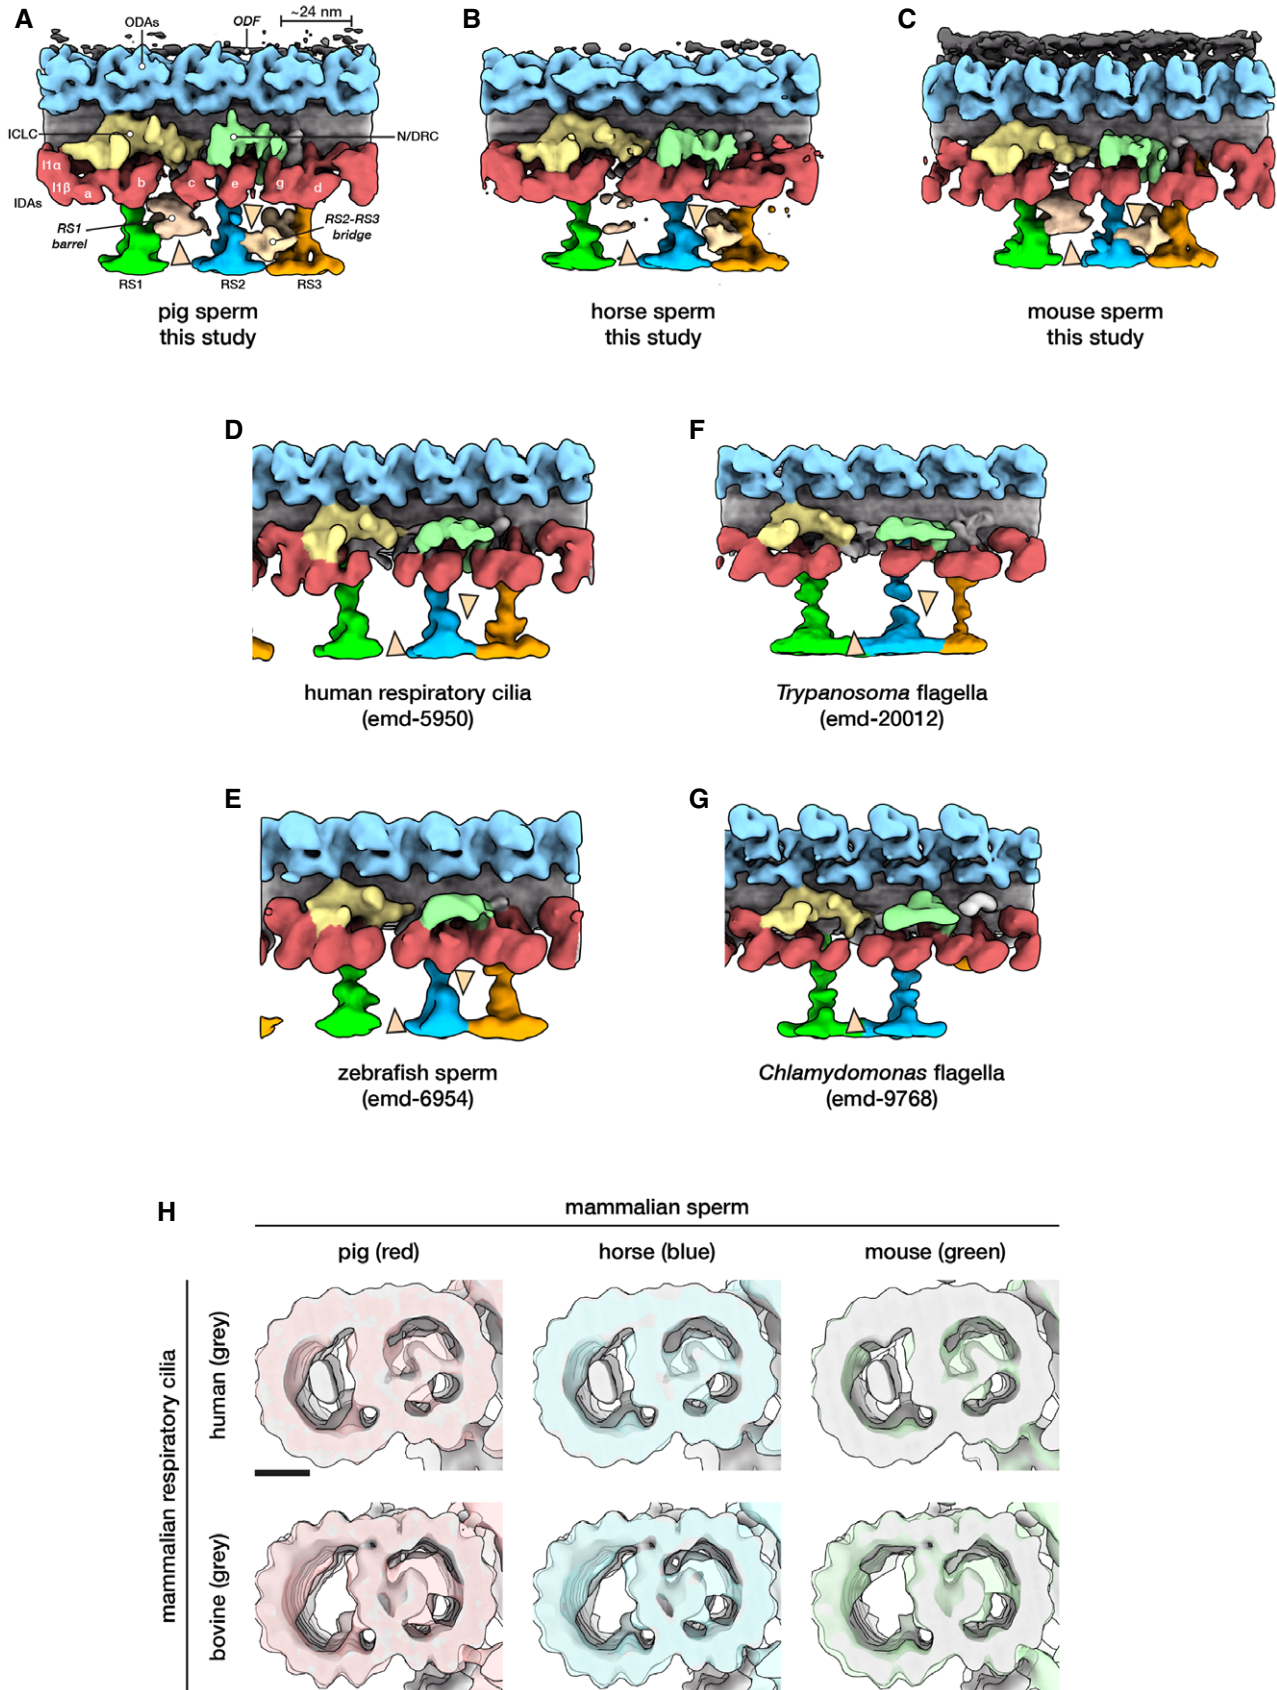 A
ODAs
ODF
~24 nm
ICLC
N/DRC
I1α
I1β
a
b
c
e
g
d
IDAs
RS1
barrel
RS2-RS3
bridge
RS1
RS2
RS3
pig sperm
this study
B
horse sperm
this study
C
mouse sperm
this study
D
human respiratory cilia
(emd-5950)
F
Trypanosoma flagella
(emd-20012)
E
zebrafish sperm
(emd-6954)
G
Chlamydomonas flagella
(emd-9768)
H
mammalian sperm
pig (red)
horse (blue)
mouse (green)
mammalian respiratory cilia
human (grey)
bovine (grey)